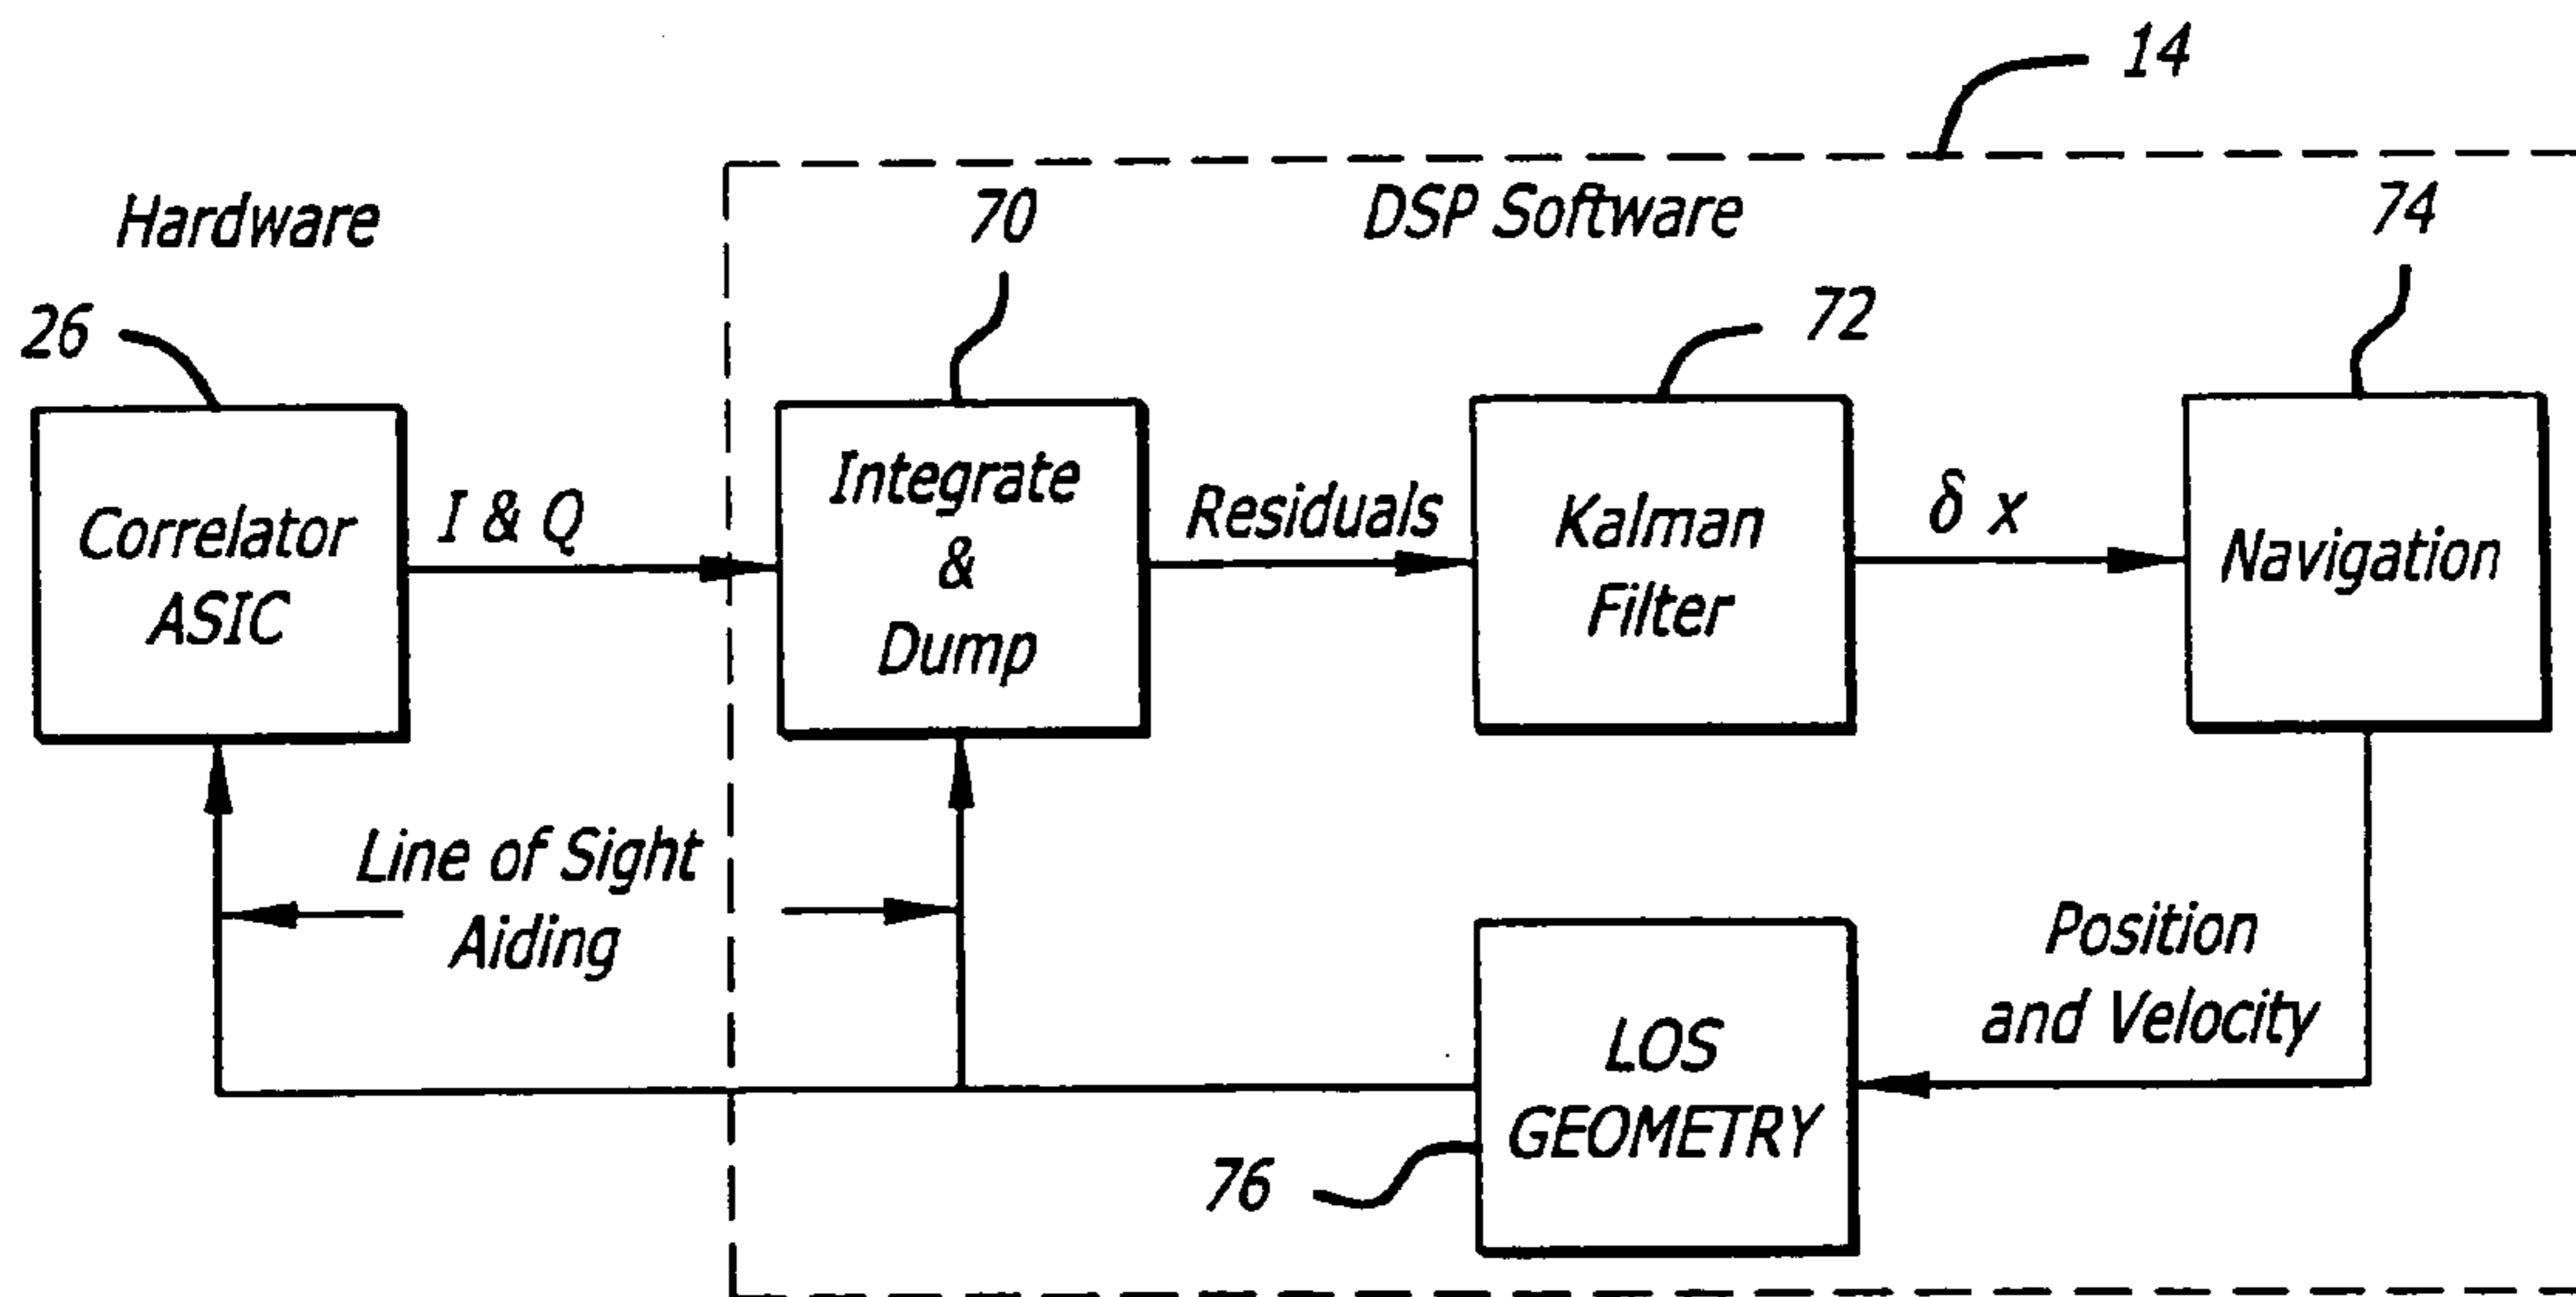 14
Hardware
DSP Software
70
74
26
72
Correlator
ASIC
I & Q
Integrate
&
Dump
Residuals
Kalman
Filter
δ x
Navigation
Line of Sight
Aiding
Position
and Velocity
LOS
GEOMETRY
76